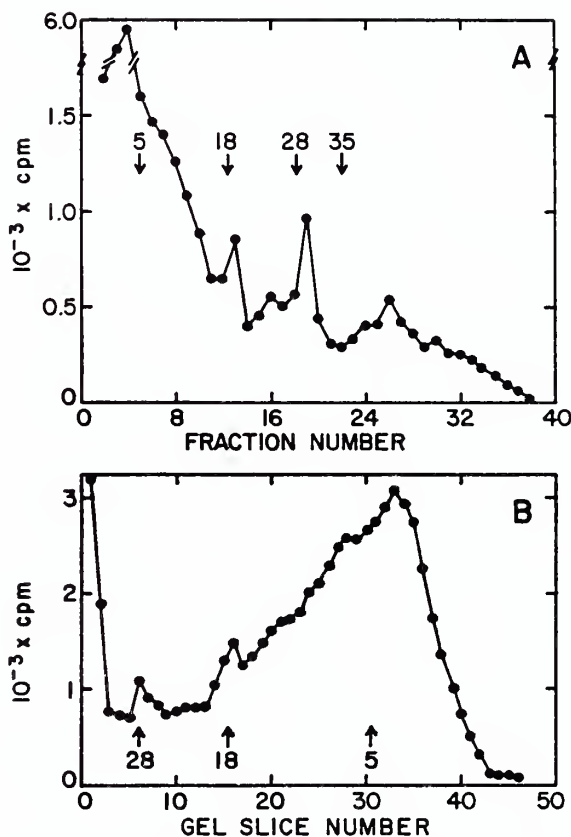 6.0
A
1.5
5 18 28 35
1.0
0.5
0
10⁻³ x cpm
0 8 16 24 32 40
FRACTION NUMBER
B
3
2
1
0
10⁻³ x cpm
28 18 5
0 10 20 30 40 50
GEL SLICE NUMBER